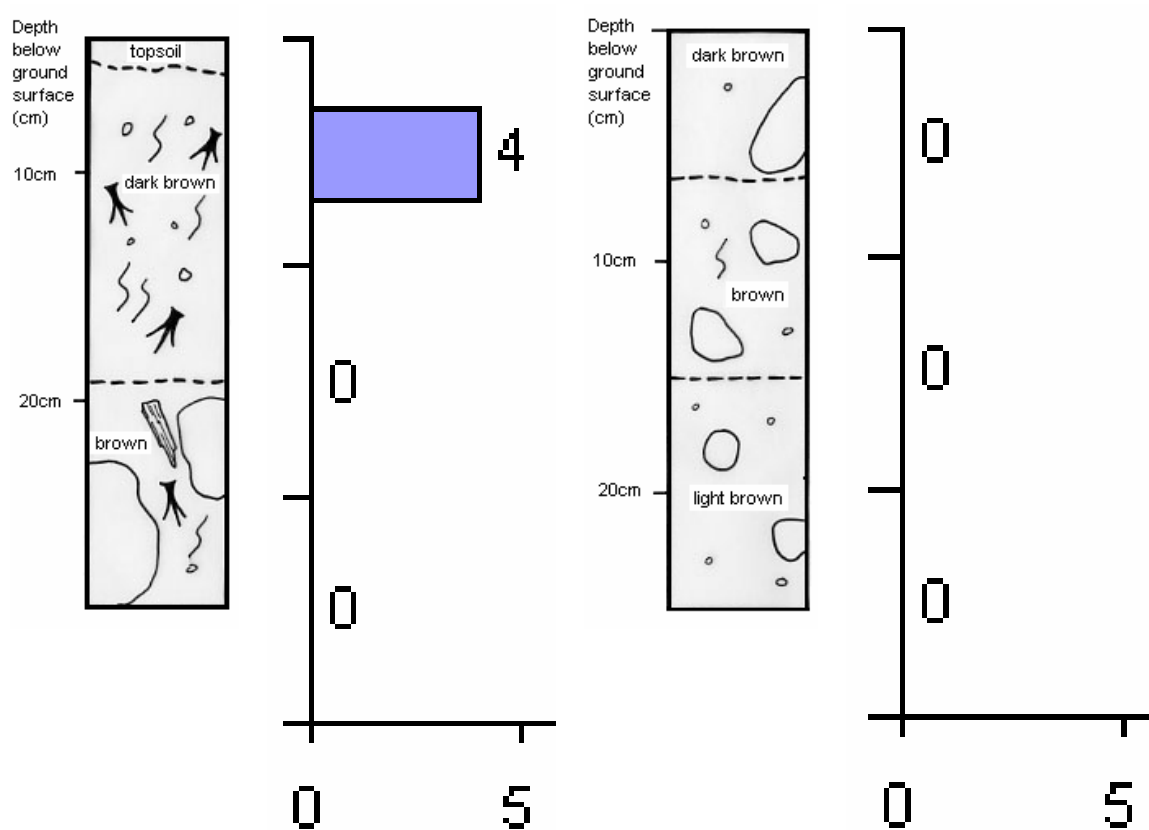 Depth
below
ground
surface
(cm)
topsoil
10cm
dark brown
20cm
brown
4
0
0
0
5
Depth
below
ground
surface
(cm)
dark brown
10cm
brown
20cm
light brown
0
0
0
0
5